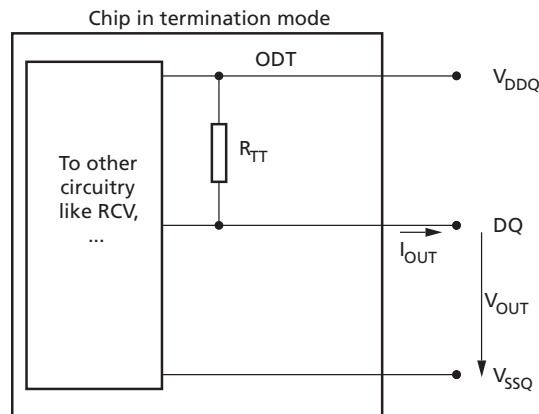 Chip in termination mode
ODT
V_DDQ
To other
circuitry
like RCV,
...
R_TT
DQ
I_OUT
V_OUT
V_SSQ